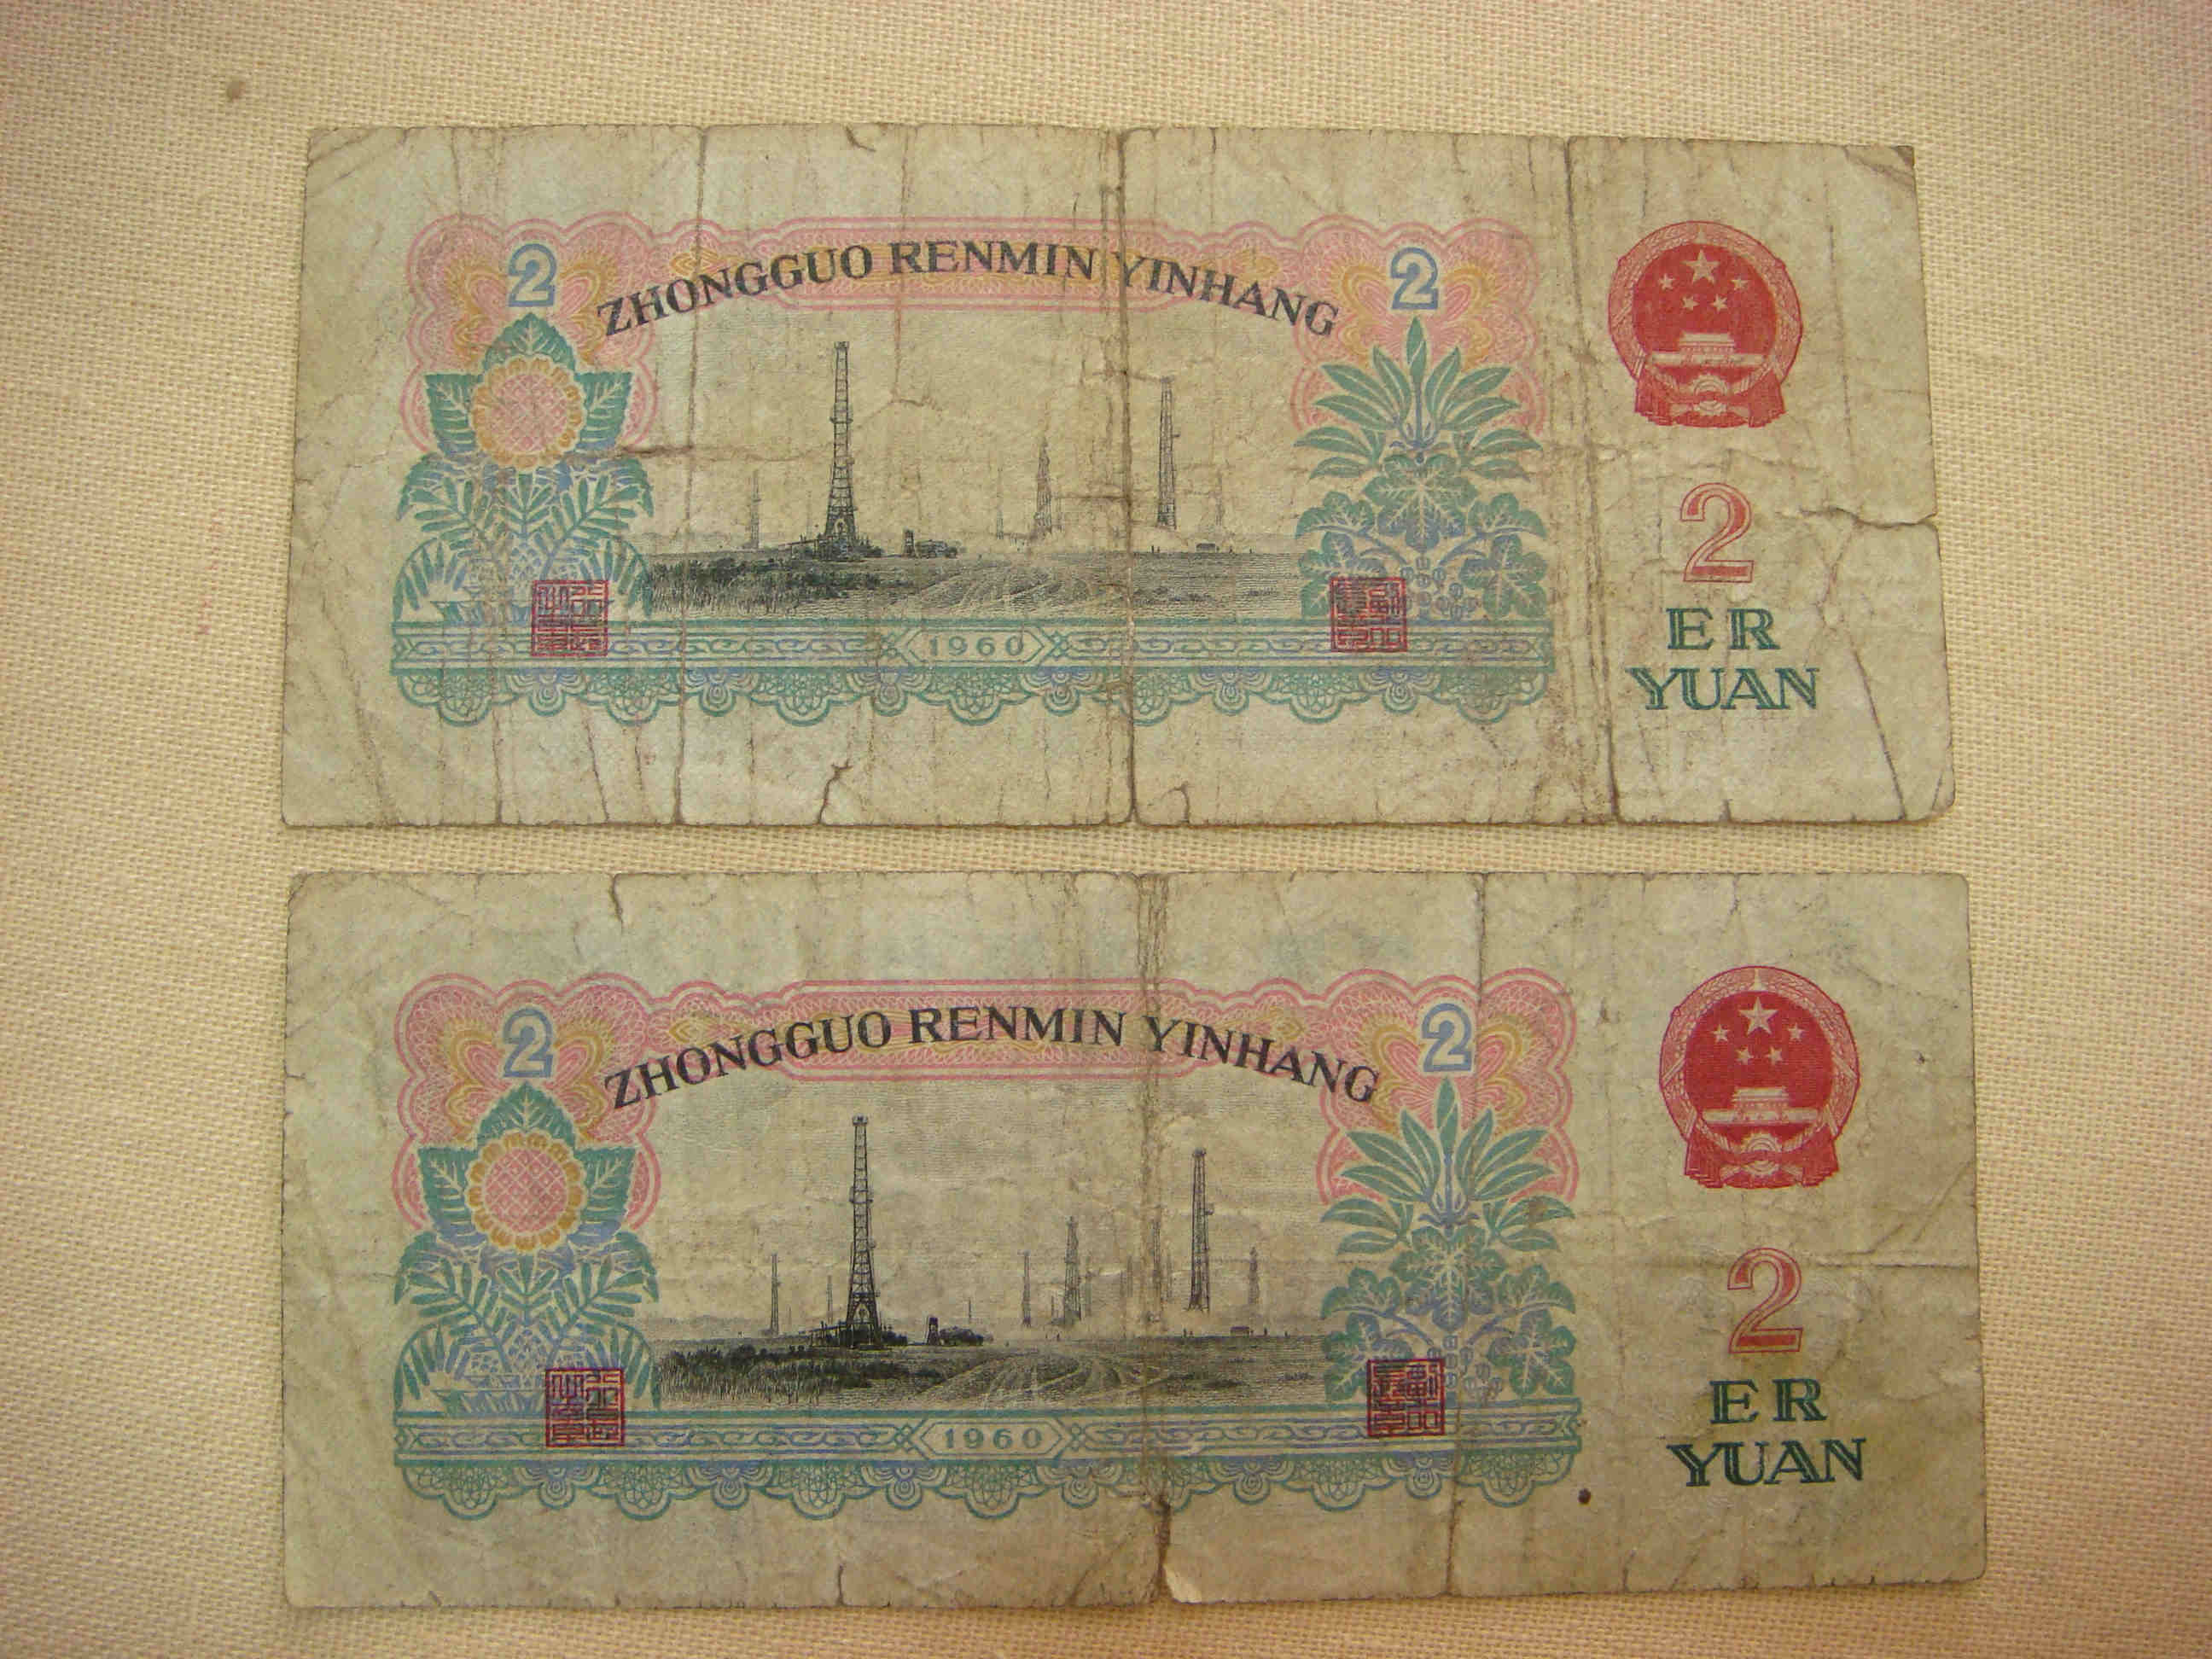 2
ZHONGGUO RENMIN YINHANG
2
2
ER
YUAN
1960
2
ZHONGGUO RENMIN YINHANG
2
2
ER
YUAN
1960